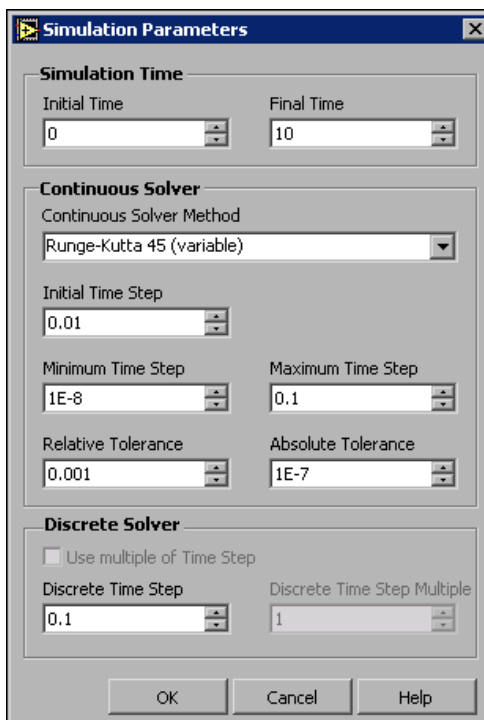 Simulation Parameters
Simulation Time
Initial Time Final Time
0 10
Continuous Solver
Continuous Solver Method
Runge-Kutta 45 (variable)
Initial Time Step
0.01
Minimum Time Step Maximum Time Step
1E-8 0.1
Relative Tolerance Absolute Tolerance
0.001 1E-7
Discrete Solver
Use multiple of Time Step
Discrete Time Step Discrete Time Step Multiple
0.1 1
OK Cancel Help